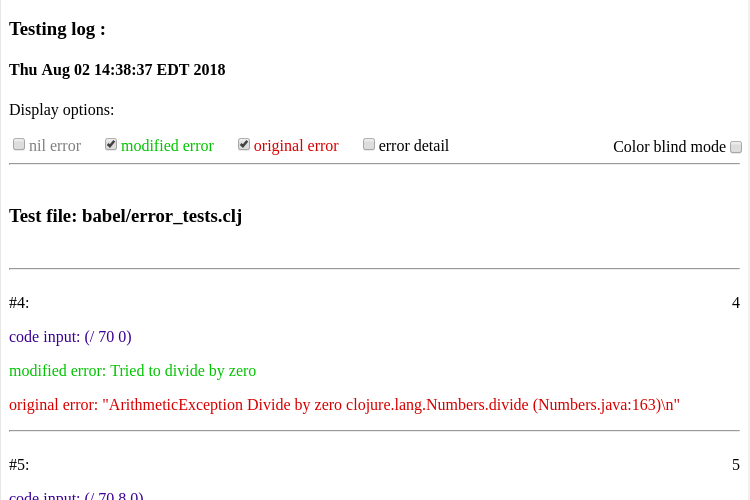 Testing log :
Thu Aug 02 14:38:37 EDT 2018
Display options:
nil error modified error original error error detail Color blind mode
Test file: babel/error_tests.clj
#4: 4
code input: (/ 70 0)
modified error: Tried to divide by zero
original error: "ArithmeticException Divide by zero clojure.lang.Numbers.divide (Numbers.java:163)\n"
#5: 5
code input: (/ 70 8 0)